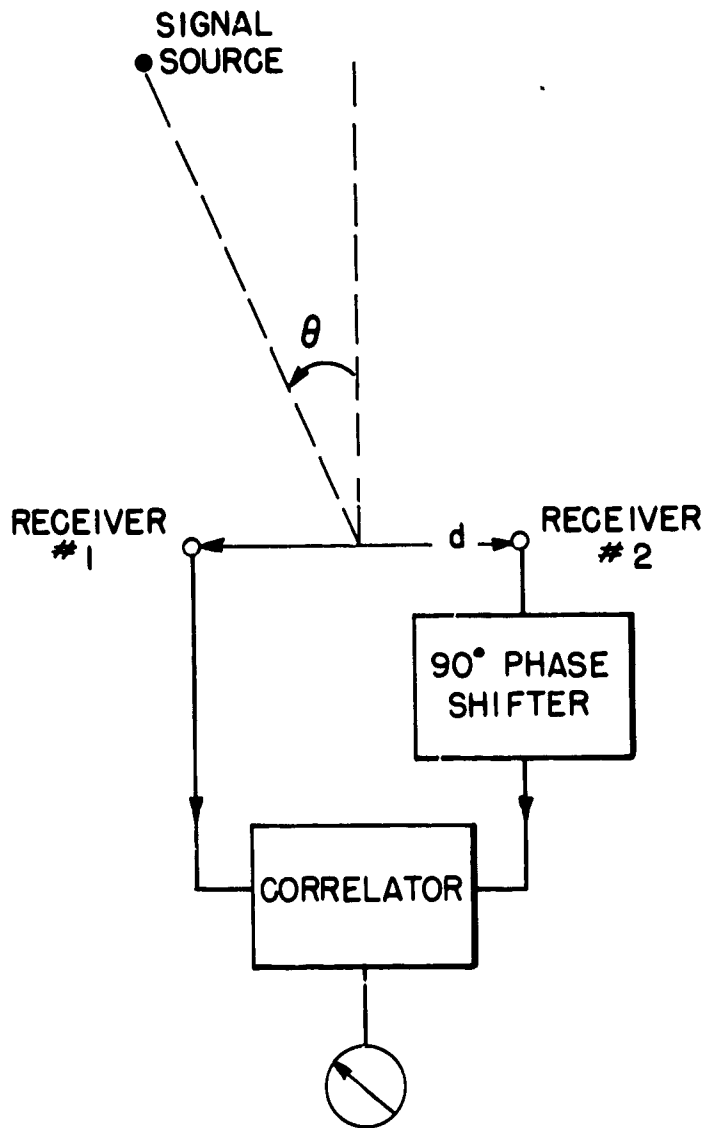 SIGNAL
SOURCE
θ
RECEIVER
#1
d
RECEIVER
#2
90° PHASE
SHIFTER
CORRELATOR